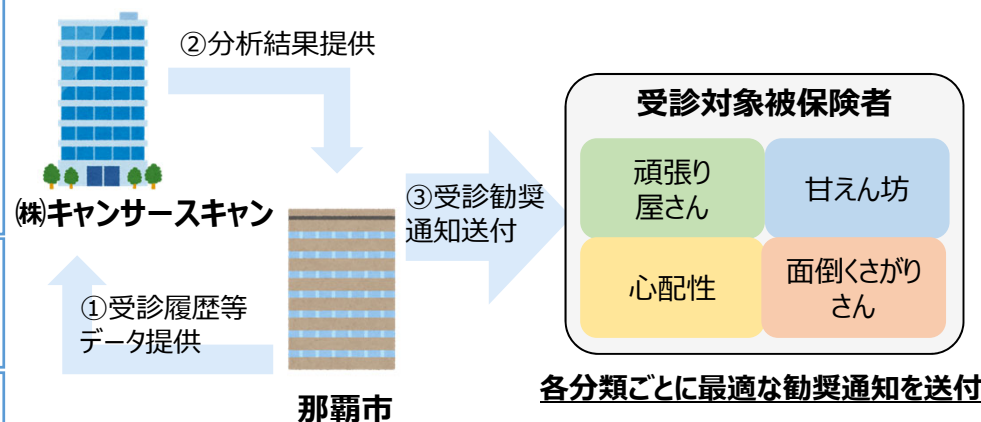 ②分析結果提供
㈱キャンサースキャン
①受診履歴等
データ提供
那覇市
③受診勧奨
通知送付
受診対象被保険者
頑張り
屋さん
甘えん坊
心配性
面倒くさがり
さん
各分類ごとに最適な勧奨通知を送付